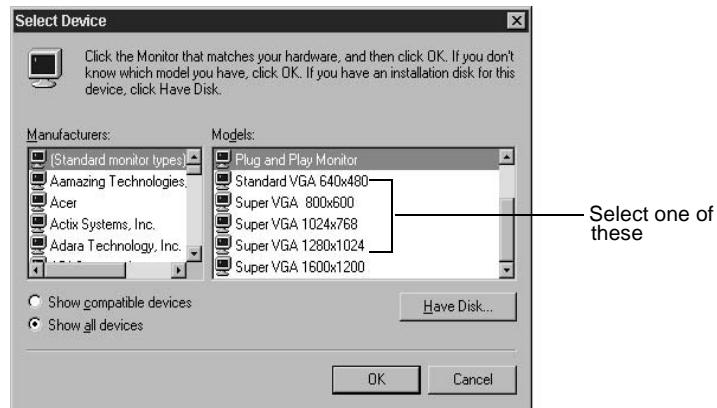 Select Device
Click the Monitor that matches your hardware, and then click OK. If you don't
know which model you have, click OK. If you have an installation disk for this
device, click Have Disk.
Manufacturers:
(Standard monitor types)
Aamazing Technologies,
Acer
Actix Systems, Inc.
Adara Technology, Inc.
Models:
Plug and Play Monitor
Standard VGA 640x480
Super VGA 800x600
Super VGA 1024x768
Super VGA 1280x1024
Super VGA 1600x1200
Select one of
these
Show compatible devices
Show all devices
Have Disk...
OK
Cancel